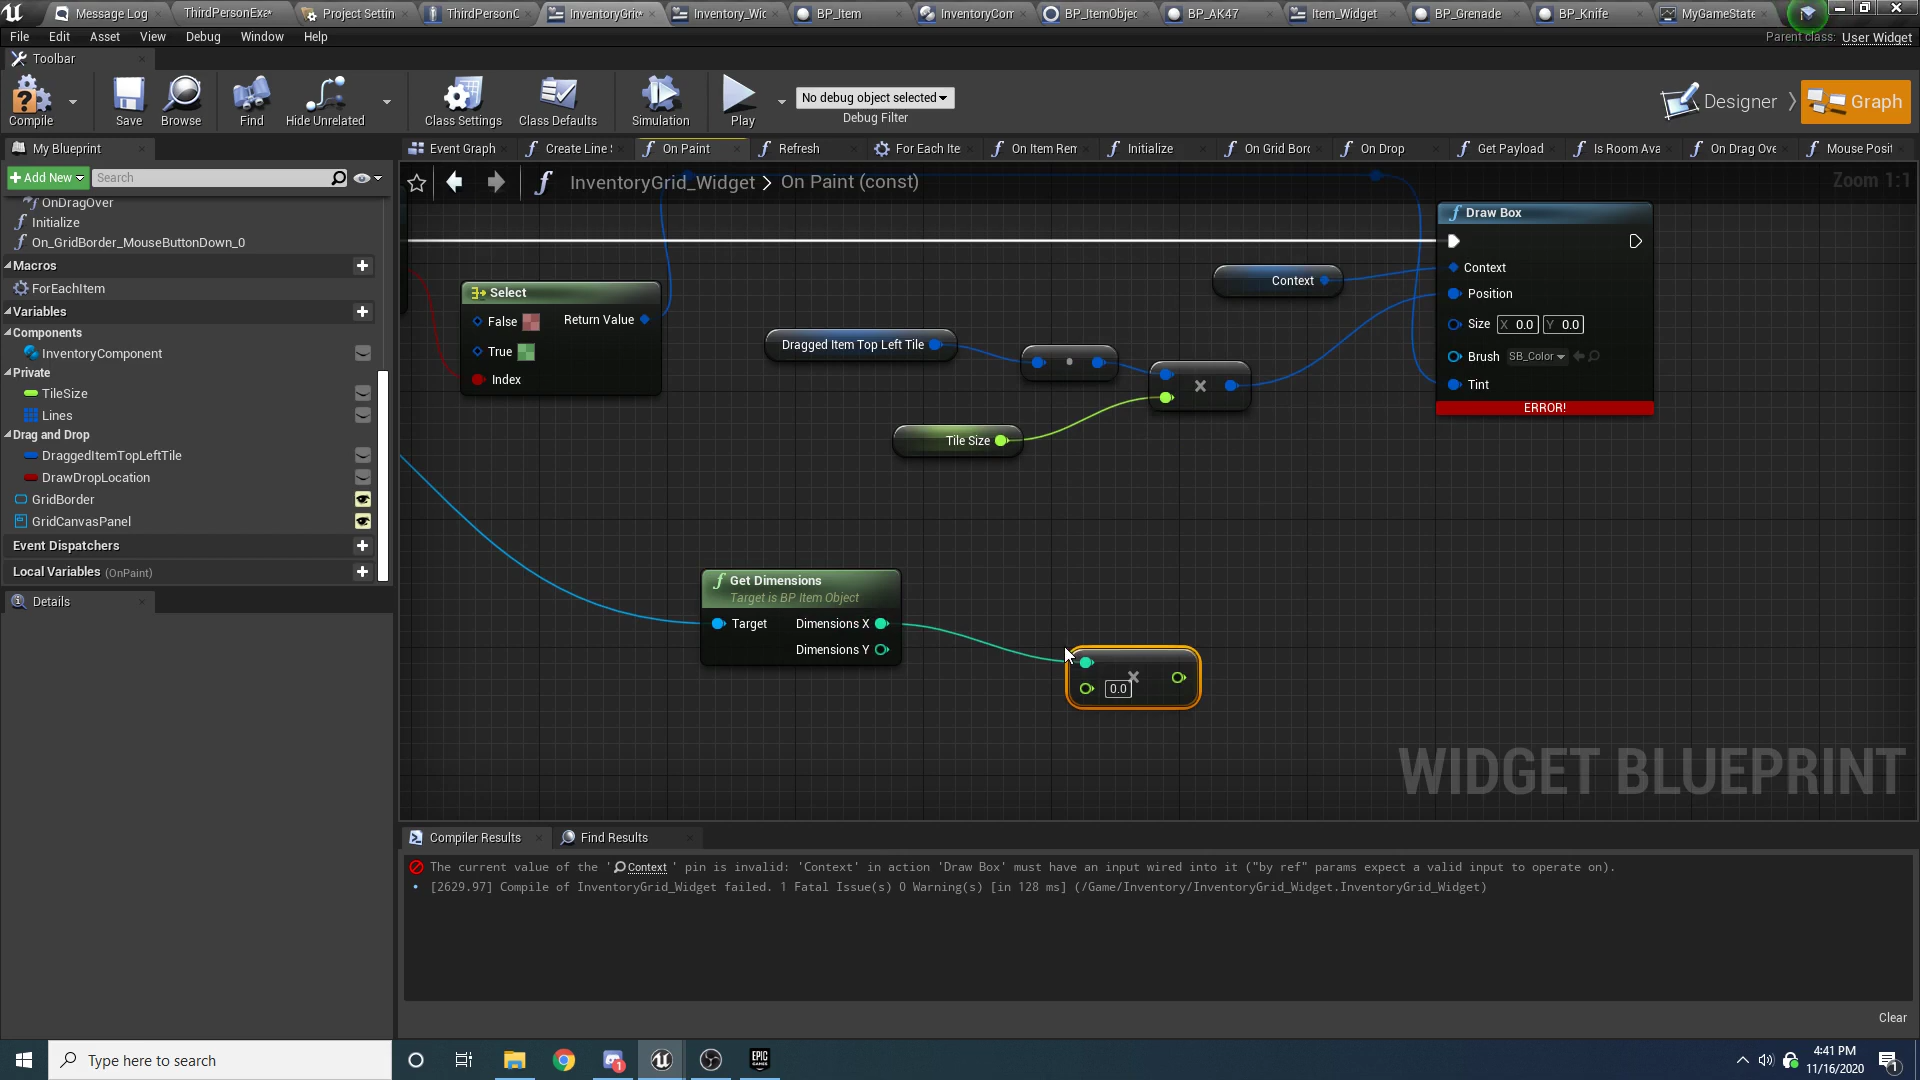 Message Log
ThirdPersonExa*
Project Settin
ThirdPersonC
InventoryGri*
Inventory_Wic
BP_Item
InventoryCom
BP_ItemObjec
BP_AK47
Item_Widget
BP_Grenade
BP_Knife
MyGameState
File Edit Asset View Debug Window Help
Parent class: User Widget
Toolbar
Compile
Save
Browse
Find
Hide Unrelated
Class Settings
Class Defaults
Simulation
Play
No debug object selected
Debug Filter
Designer
Graph
My Blueprint
Event Graph
Create Line
On Paint
Refresh
For Each Ite
On Item Rem
Initialize
On Grid Bord
On Drop
Get Payload
Is Room Ava
On Drag Ove
Mouse Posit
Add New
Search
InventoryGrid_Widget > On Paint (const)
Zoom 1:1
OnDragOver
Initialize
On_GridBorder_MouseButtonDown_0
Macros
ForEachItem
Variables
Components
InventoryComponent
Private
TileSize
Lines
Drag and Drop
DraggedItemTopLeftTile
DrawDropLocation
GridBorder
GridCanvasPanel
Event Dispatchers
Local Variables (OnPaint)
Details
Select
False
Return Value
True
Index
Dragged Item Top Left Tile
Tile Size
Context
Draw Box
Context
Position
Size X 0.0 Y 0.0
Brush SB_Color
Tint
ERROR!
Get Dimensions
Target is BP Item Object
Target
Dimensions X
Dimensions Y
0.0
WIDGET BLUEPRINT
Compiler Results
Find Results
The current value of the ' Context ' pin is invalid: 'Context' in action 'Draw Box' must have an input wired into it ("by ref" params expect a valid input to operate on).
[2629.97] Compile of InventoryGrid_Widget failed. 1 Fatal Issue(s) 0 Warning(s) [in 128 ms] (/Game/Inventory/InventoryGrid_Widget.InventoryGrid_Widget)
Clear
Type here to search
EPIC GAMES
4:41 PM
11/16/2020